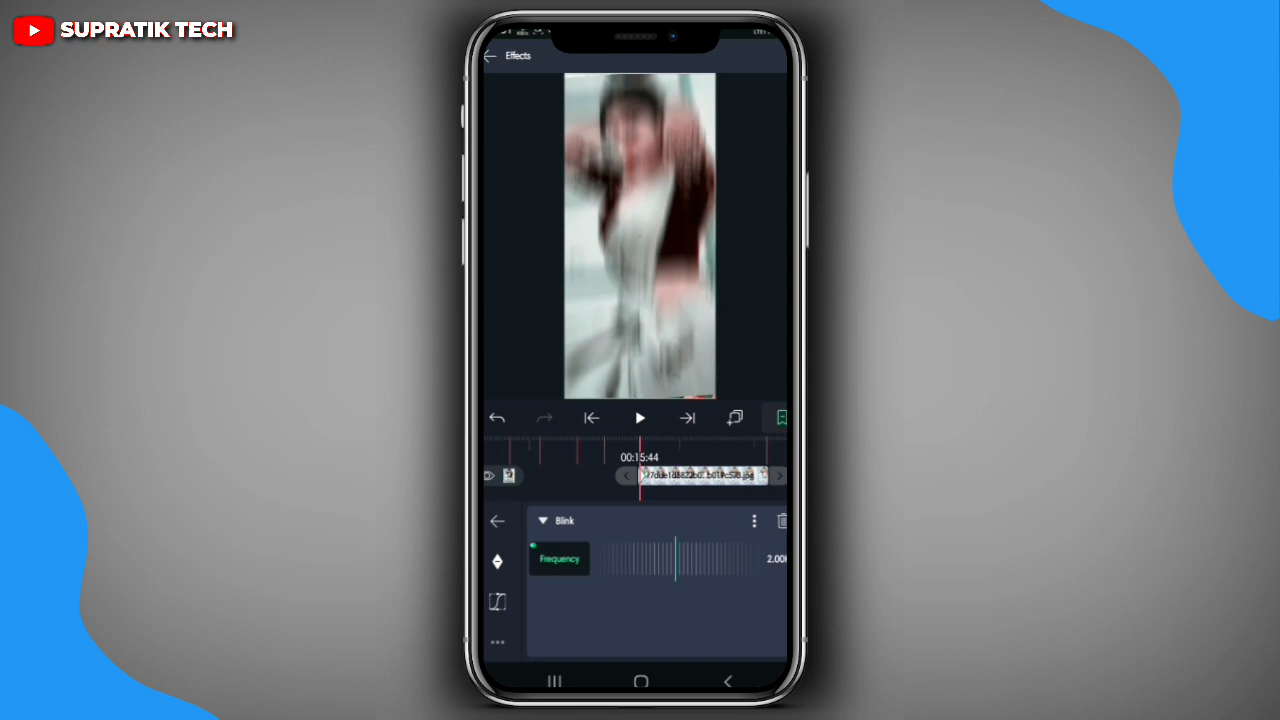 SUPRATIK TECH
Effects
00:15:44
Blink
Frequency
2.00